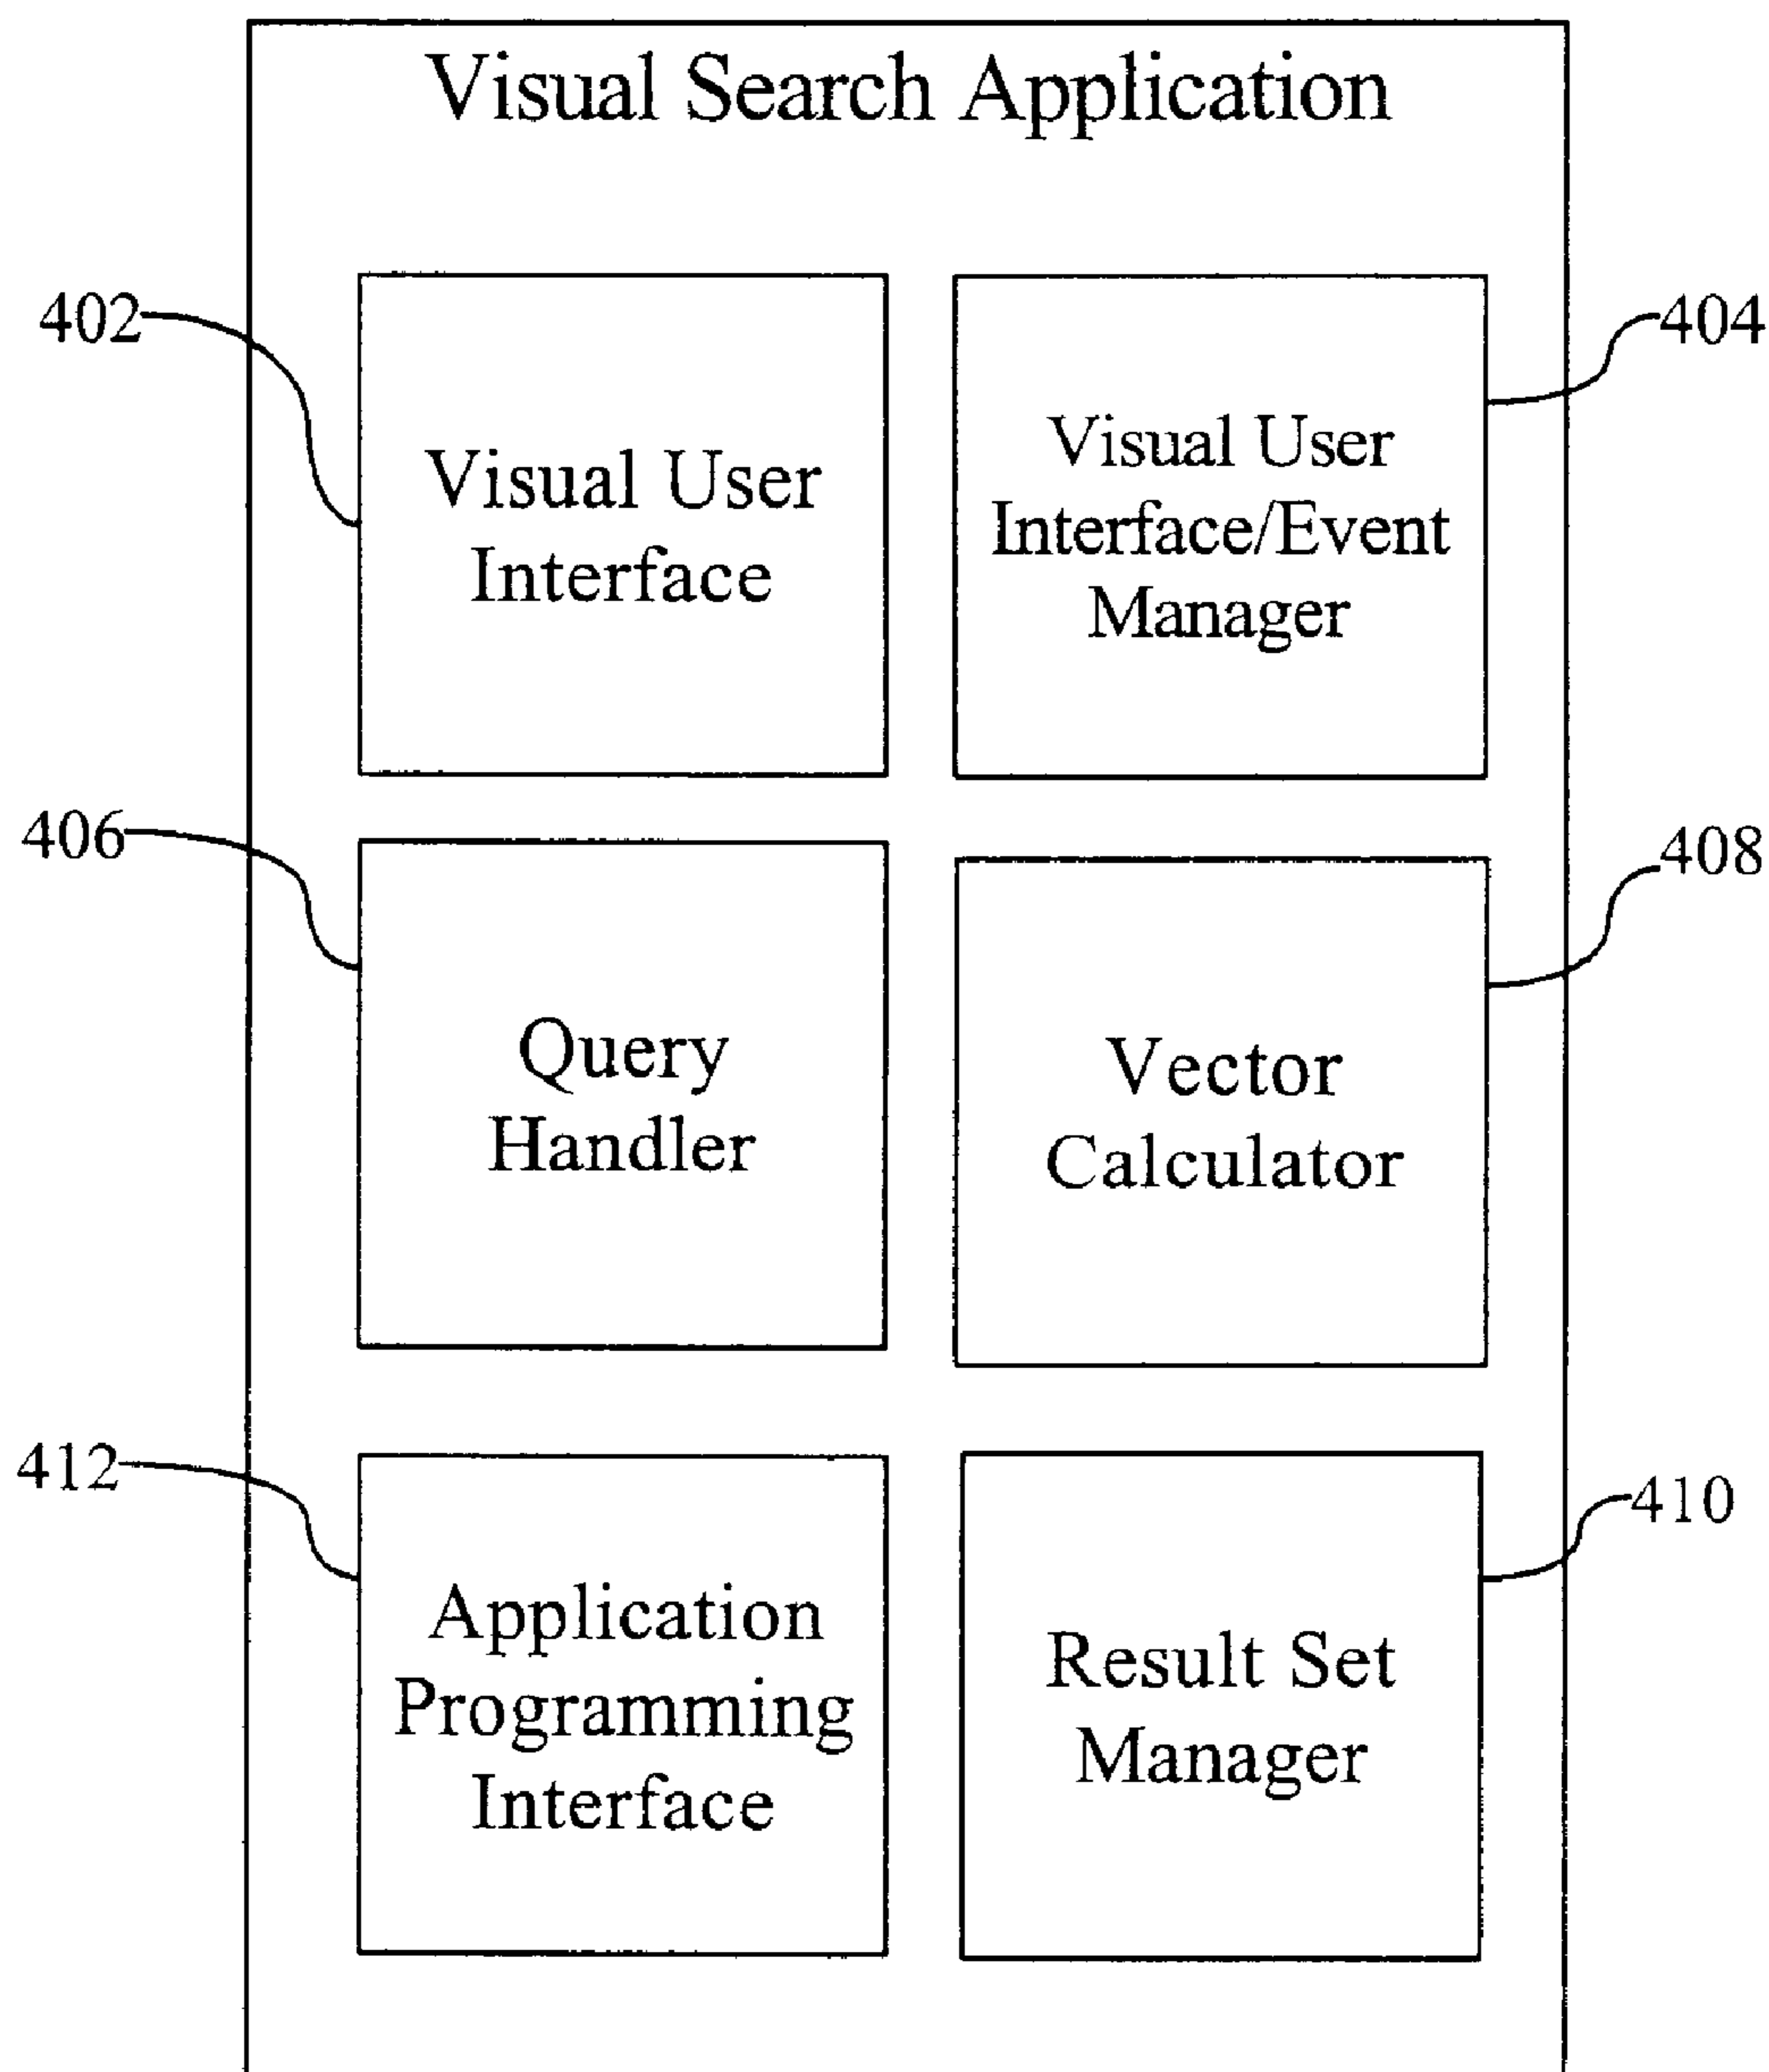 Visual Search Application
402
404
Visual User
Interface
Visual User
Interface/Event
Manager
406
408
Query
Handler
Vector
Calculator
412
410
Application
Programming
Interface
Result Set
Manager